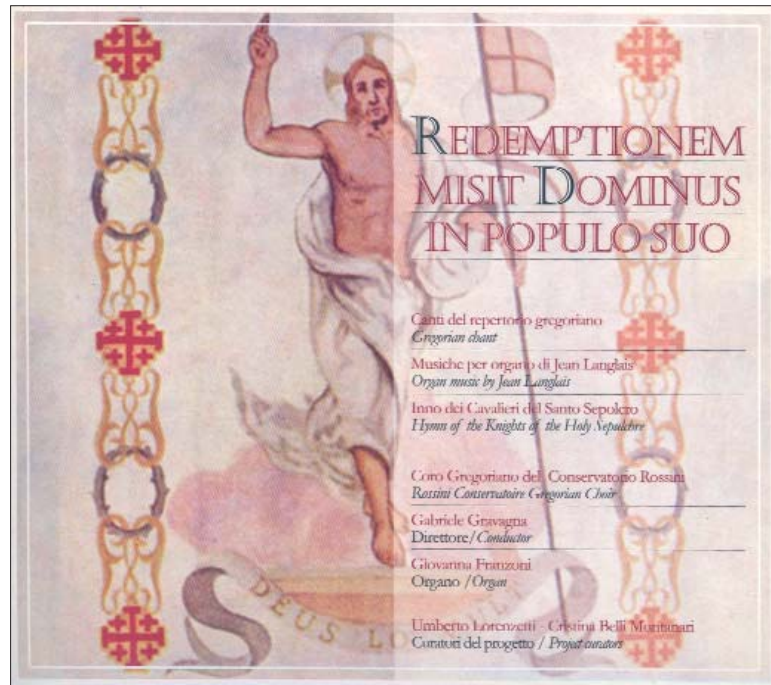 REDEMPTIONEM
MISIT DOMINUS
IN POPULO SUO
Canti del repertorio gregoriano
Gregorian chant
Musiche per organo di Jean Langlais
Organ music by Jean Langlais
Inno dei Cavalieri del Santo Sepolcro
Hymn of the Knights of the Holy Sepulchre
Coro Gregoriano del Conservatorio Rossini
Rossini Conservatoire Gregorian Choir
Gabriele Gravagna
Direttore/Conductor
Giovanna Franzoni
Organo /Organ
Umberto Lorenzetti - Cristina Belli Montanari
Curatori del progetto / Project curators
DEUS LO